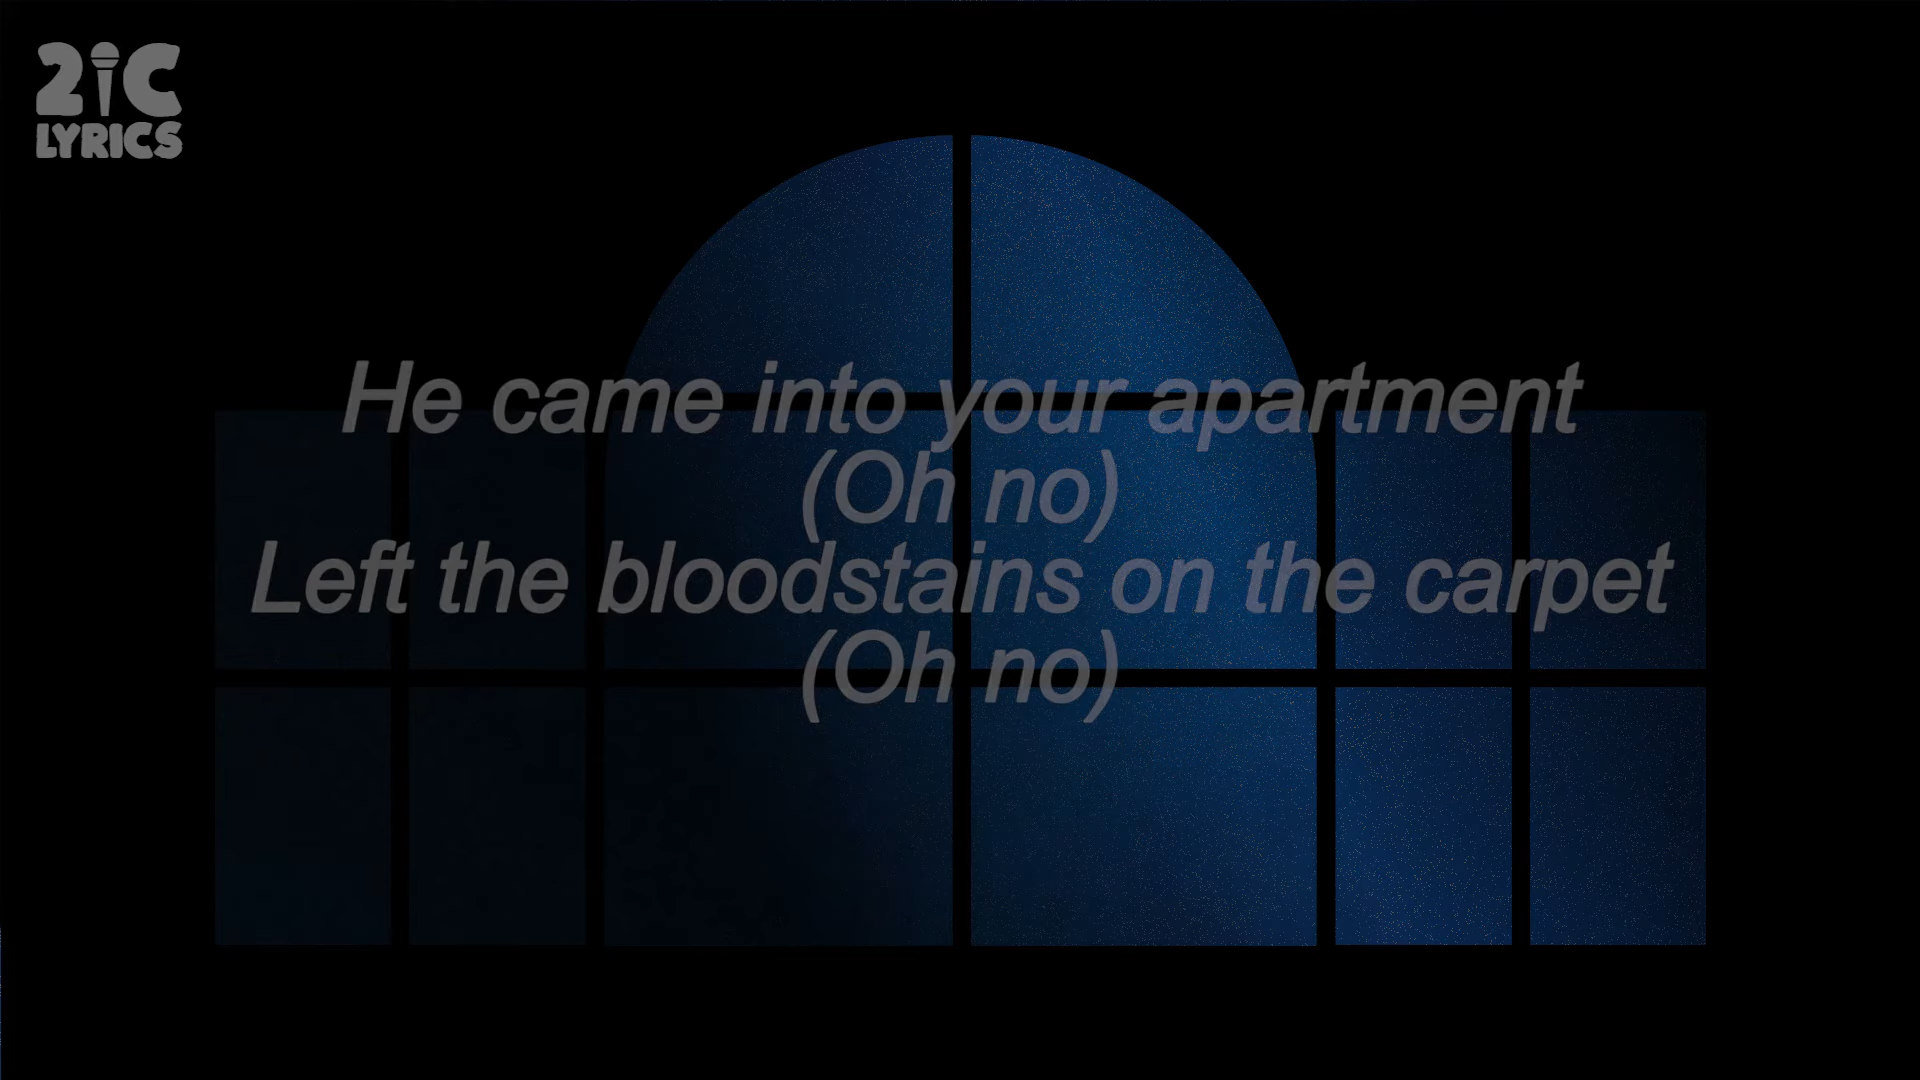 2iC
LYRICS
He came into your apartment
(Oh no)
Left the bloodstains on the carpet
(Oh no)